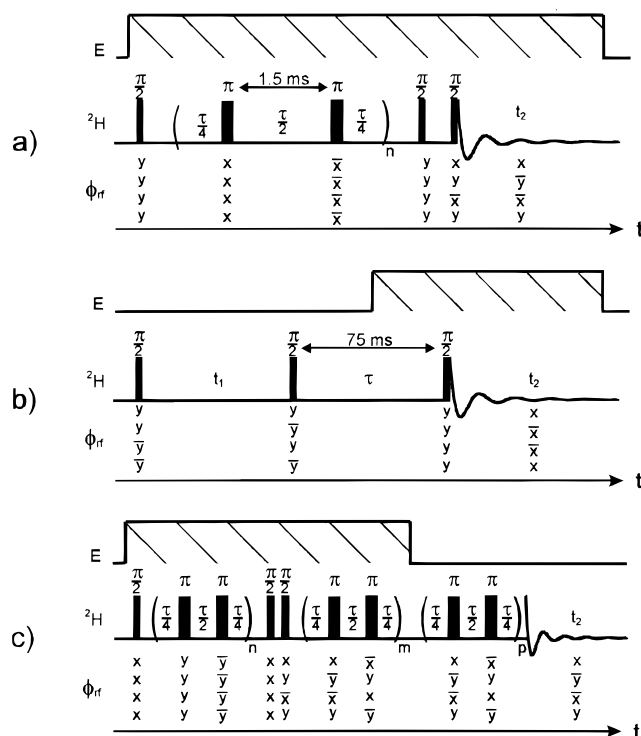 E
π/2 π 1.5 ms π π/2 π/2
a) ²H ( τ/4 τ/2 τ/4 )n t₂
ϕrf
y x x̄ y y x
y x x̄ y y ȳ
y x x̄ y x̄ x̄
y x x̄ y y y
t
E
π/2 π/2 75 ms π/2
b) ²H t₁ τ t₂
ϕrf
y y y x
y ȳ y x̄
ȳ y y x̄
ȳ ȳ y x
t
E
π/2 π π π/2 π/2 π π π π
c) ²H ( τ/4 τ/2 τ/4 )n ( τ/4 τ/2 τ/4 )m ( τ/4 τ/2 τ/4 )p t₂
ϕrf
x y ȳ x x x x̄ x x̄ x
x y ȳ x y ȳ y ȳ y ȳ
x y ȳ x x̄ x x̄ x x̄ x̄
x y ȳ x ȳ y ȳ y ȳ y
t